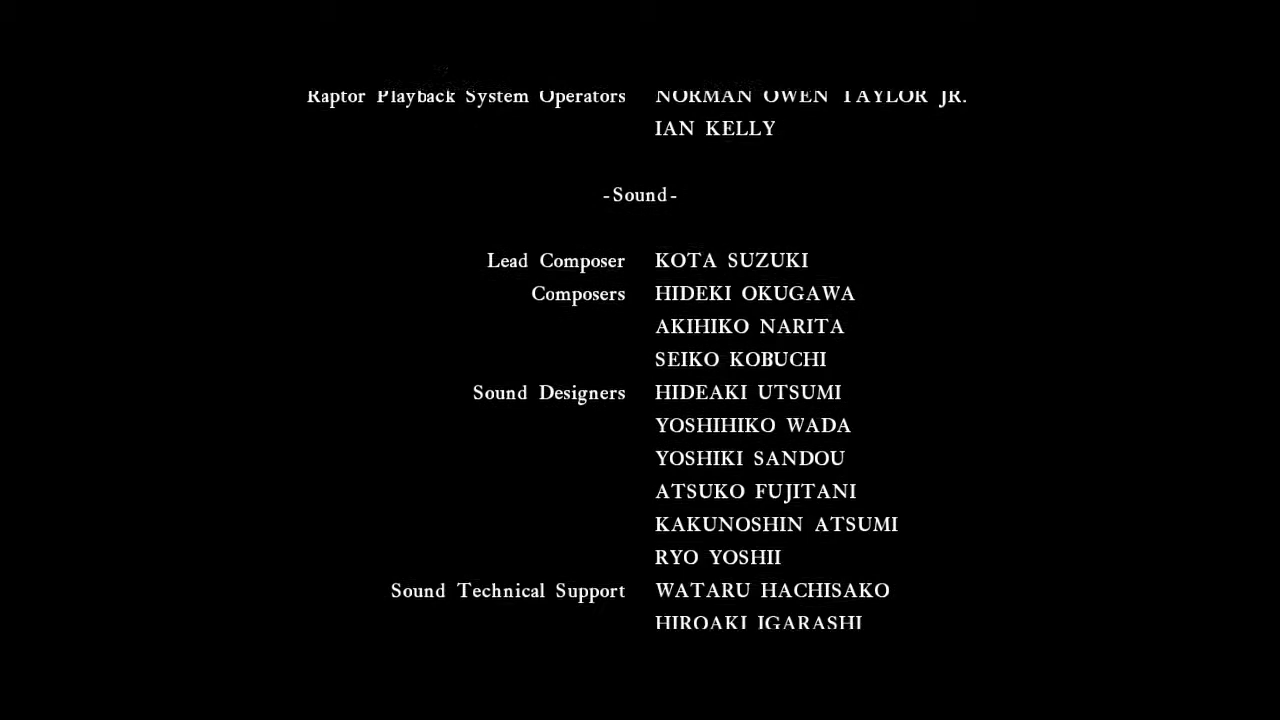 Raptor Playback System Operators NORMAN OWEN TAYLOR JR.
IAN KELLY
-Sound-
Lead Composer KOTA SUZUKI
Composers HIDEKI OKUGAWA
AKIHIKO NARITA
SEIKO KOBUCHI
Sound Designers HIDEAKI UTSUMI
YOSHIHIKO WADA
YOSHIKI SANDOU
ATSUKO FUJITANI
KAKUNOSHIN ATSUMI
RYO YOSHII
Sound Technical Support WATARU HACHISAKO
HIROAKI IGARASHI